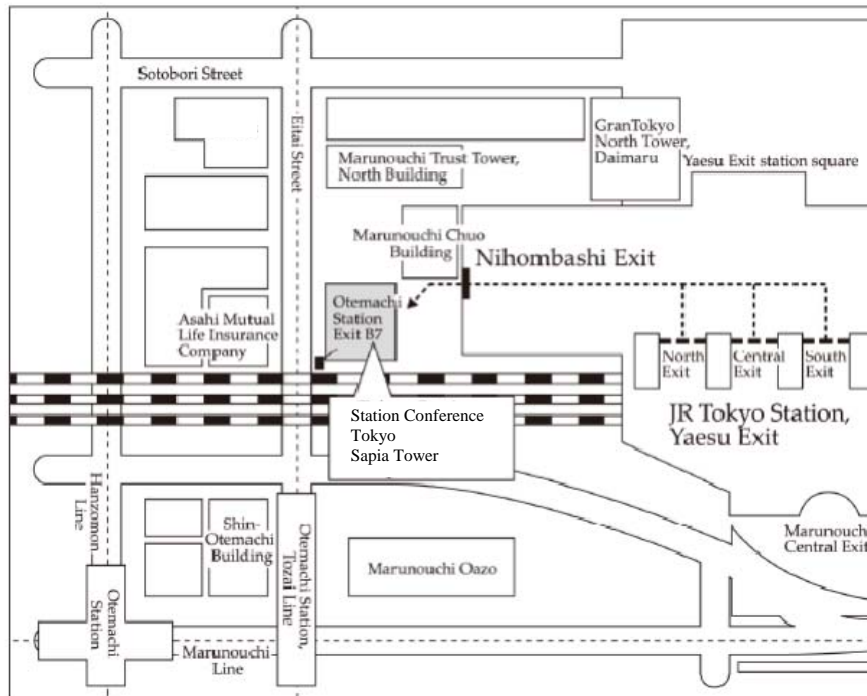 Sotobori Street
Eitai Street
GranTokyo
North Tower,
Daimaru
Marunouchi Trust Tower,
North Building
Yaesu Exit station square
Marunouchi Chuo
Building
Nihombashi Exit
Otemachi
Station
Exit B7
Asahi Mutual
Life Insurance
Company
North
Exit
Central
Exit
South
Exit
JR Tokyo Station,
Yaesu Exit
Station Conference
Tokyo
Sapia Tower
Hanzomon
Line
Shin-
Otemachi
Building
Otemachi Station,
Tozai Line
Marunouchi Oazo
Marunouch
Central Exit
Otemachi
Station
Marunouchi
Line